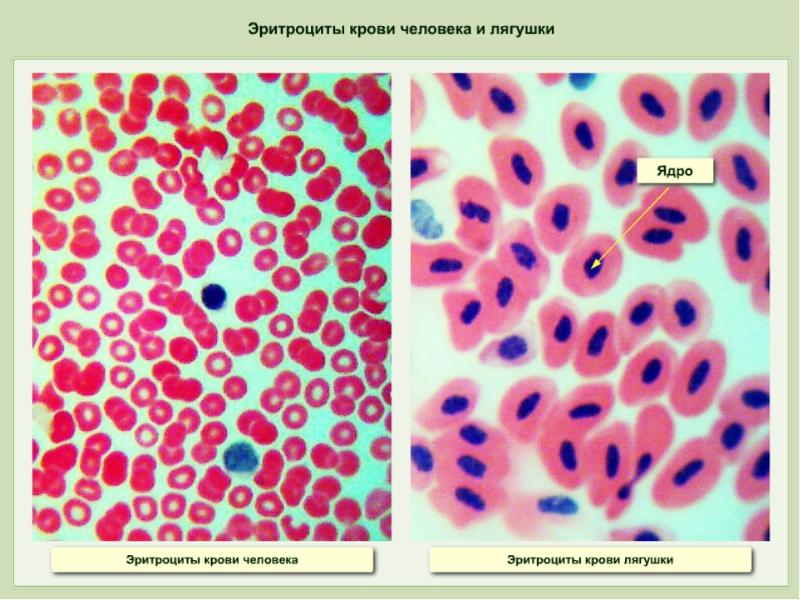 Эритроциты крови человека и лягушки
Ядро
Эритроциты крови человека
Эритроциты крови лягушки